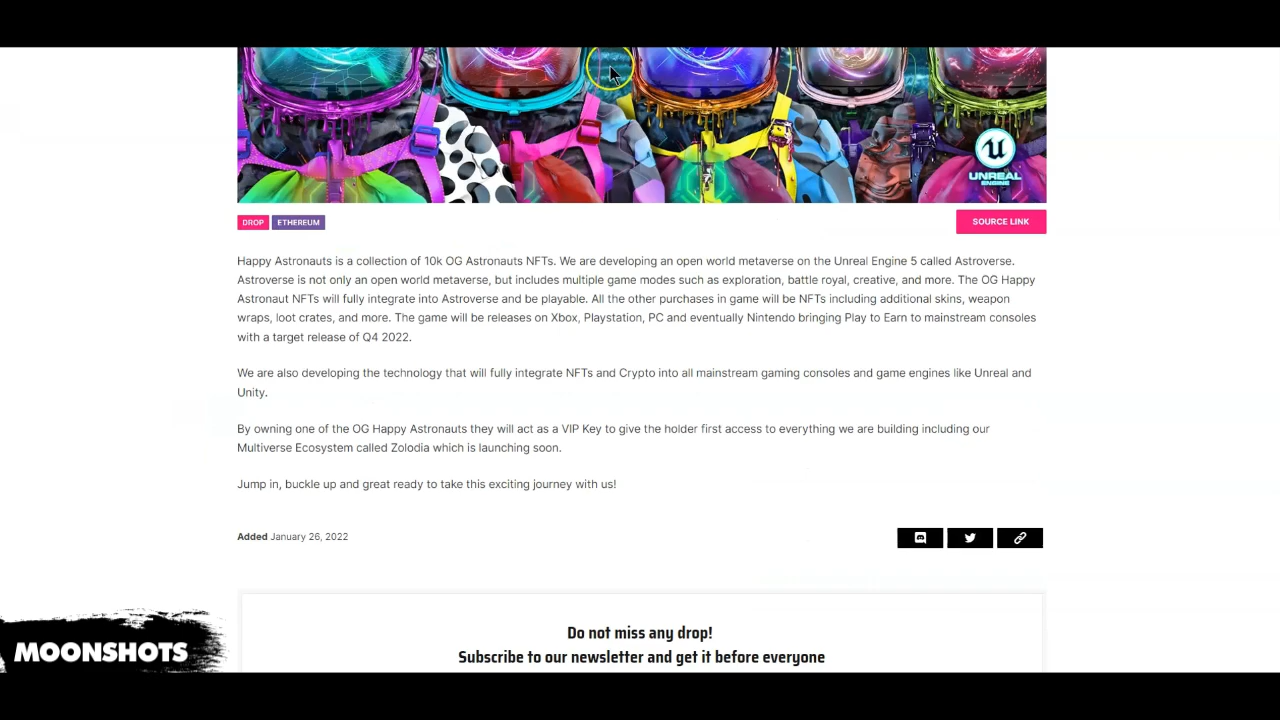 UNREAL
ENGINE
DROP
ETHEREUM
SOURCE LINK
Happy Astronauts is a collection of 10k OG Astronauts NFTs. We are developing an open world metaverse on the Unreal Engine 5 called Astroverse.
Astroverse is not only an open world metaverse, but includes multiple game modes such as exploration, battle royal, creative, and more. The OG Happy
Astronaut NFTs will fully integrate into Astroverse and be playable. All the other purchases in game will be NFTs including additional skins, weapon
wraps, loot crates, and more. The game will be releases on Xbox, Playstation, PC and eventually Nintendo bringing Play to Earn to mainstream consoles
with a target release of Q4 2022.
We are also developing the technology that will fully integrate NFTs and Crypto into all mainstream gaming consoles and game engines like Unreal and
Unity.
By owning one of the OG Happy Astronauts they will act as a VIP Key to give the holder first access to everything we are building including our
Multiverse Ecosystem called Zolodia which is launching soon.
Jump in, buckle up and great ready to take this exciting journey with us!
Added January 26, 2022
Do not miss any drop!
Subscribe to our newsletter and get it before everyone
MOONSHOTS